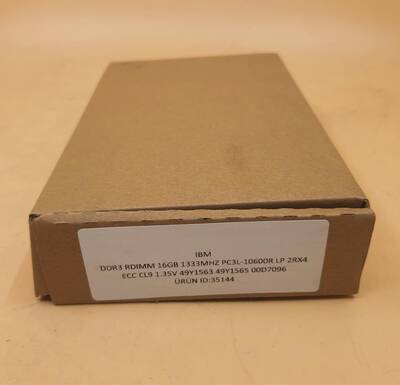 IBM
DDR3 RDIMM 16GB 1333MHZ PC3L-10600R LP 2RX4
ECC CL9 1.35V 49Y1563 49Y1565 00D7096
ÜRÜN ID:35144